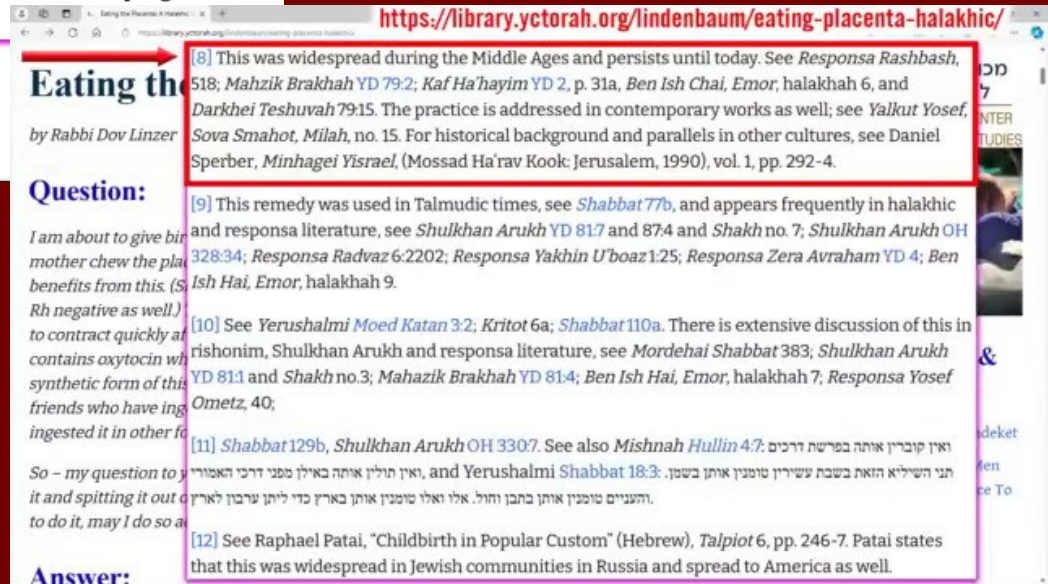 https://library.yctorah.org/lindenbaum/eating-placenta-halakhic/
Eating the Placenta: A Halakhic
Eating the
by Rabbi Dov Linzer
Question:
I am about to give bir
mother chew the pla
benefits from this. (S
Rh negative as well.)
to contract quickly a
contains oxytocin wh
synthetic form of this
friends who have ing
ingested it in other fo
So – my question to y
it and spitting it out o
to do it, may I do so a
Answer:
[8] This was widespread during the Middle Ages and persists until today. See Responsa Rashbash,
518; Mahzik Brakhah YD 79:2; Kaf Ha'hayim YD 2, p. 31a, Ben Ish Chai, Emor, halakhah 6, and
Darkhei Teshuvah 79:15. The practice is addressed in contemporary works as well; see Yalkut Yosef,
Sova Smahot, Milah, no. 15. For historical background and parallels in other cultures, see Daniel
Sperber, Minhagei Yisrael, (Mossad Ha'rav Kook: Jerusalem, 1990), vol. 1, pp. 292-4.
[9] This remedy was used in Talmudic times, see Shabbat 77b, and appears frequently in halakhic
and responsa literature, see Shulkhan Arukh YD 81:7 and 87:4 and Shakh no. 7; Shulkhan Arukh OH
328:34; Responsa Radvaz 6:2202; Responsa Yakhin U'boaz 1:25; Responsa Zera Avraham YD 4; Ben
Ish Hai, Emor, halakhah 9.
[10] See Yerushalmi Moed Katan 3:2; Kritot 6a; Shabbat 110a. There is extensive discussion of this in
rishonim, Shulkhan Arukh and responsa literature, see Mordehai Shabbat 383; Shulkhan Arukh
YD 81:1 and Shakh no.3; Mahazik Brakhah YD 81:4; Ben Ish Hai, Emor, halakhah 7; Responsa Yosef
Ometz, 40;
[11] Shabbat 129b, Shulkhan Arukh OH 330:7. See also Mishnah Hullin 4:7: ואין קוברין אותה בפרשת דרכים
ואין תולין אותה באילן מפני דרכי האמורי, and Yerushalmi Shabbat 18:3: תני השיליא הזאת בשבת עשירין טומנין אותן בשמן.
והעניים טומנין אותן בתבן וחול. אלו ואלו טומנין אותן בארץ כדי ליתן ערבון לארץ.
[12] See Raphael Patai, "Childbirth in Popular Custom" (Hebrew), Talpiot 6, pp. 246-7. Patai states
that this was widespread in Jewish communities in Russia and spread to America as well.
מכו
ל
NTER
TUDIES
&
deket
Men
ce To